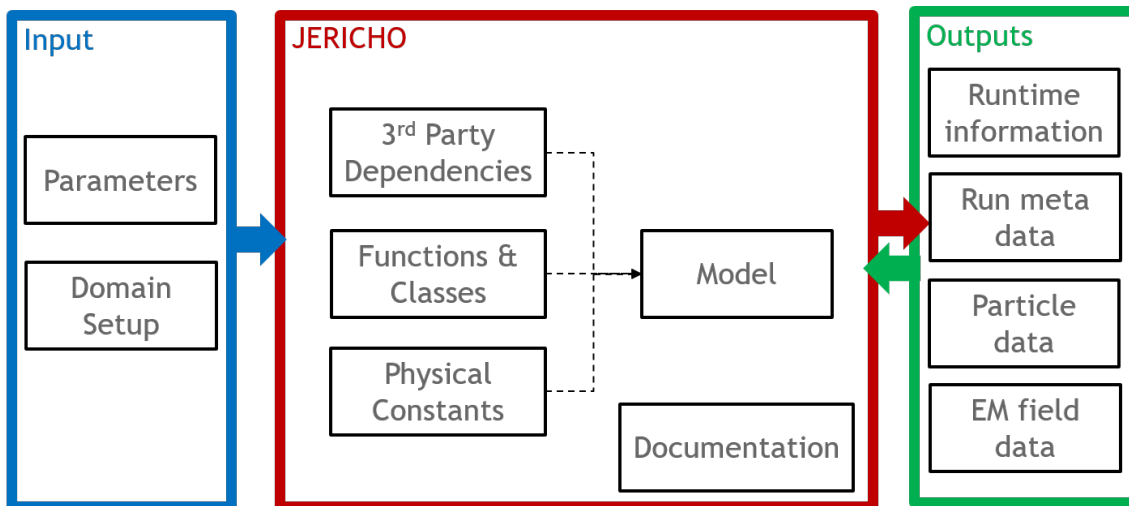 Input
Parameters
Domain
Setup
JERICHO
3rd Party
Dependencies
Functions &
Classes
Physical
Constants
Model
Documentation
Outputs
Runtime
information
Run meta
data
Particle
data
EM field
data